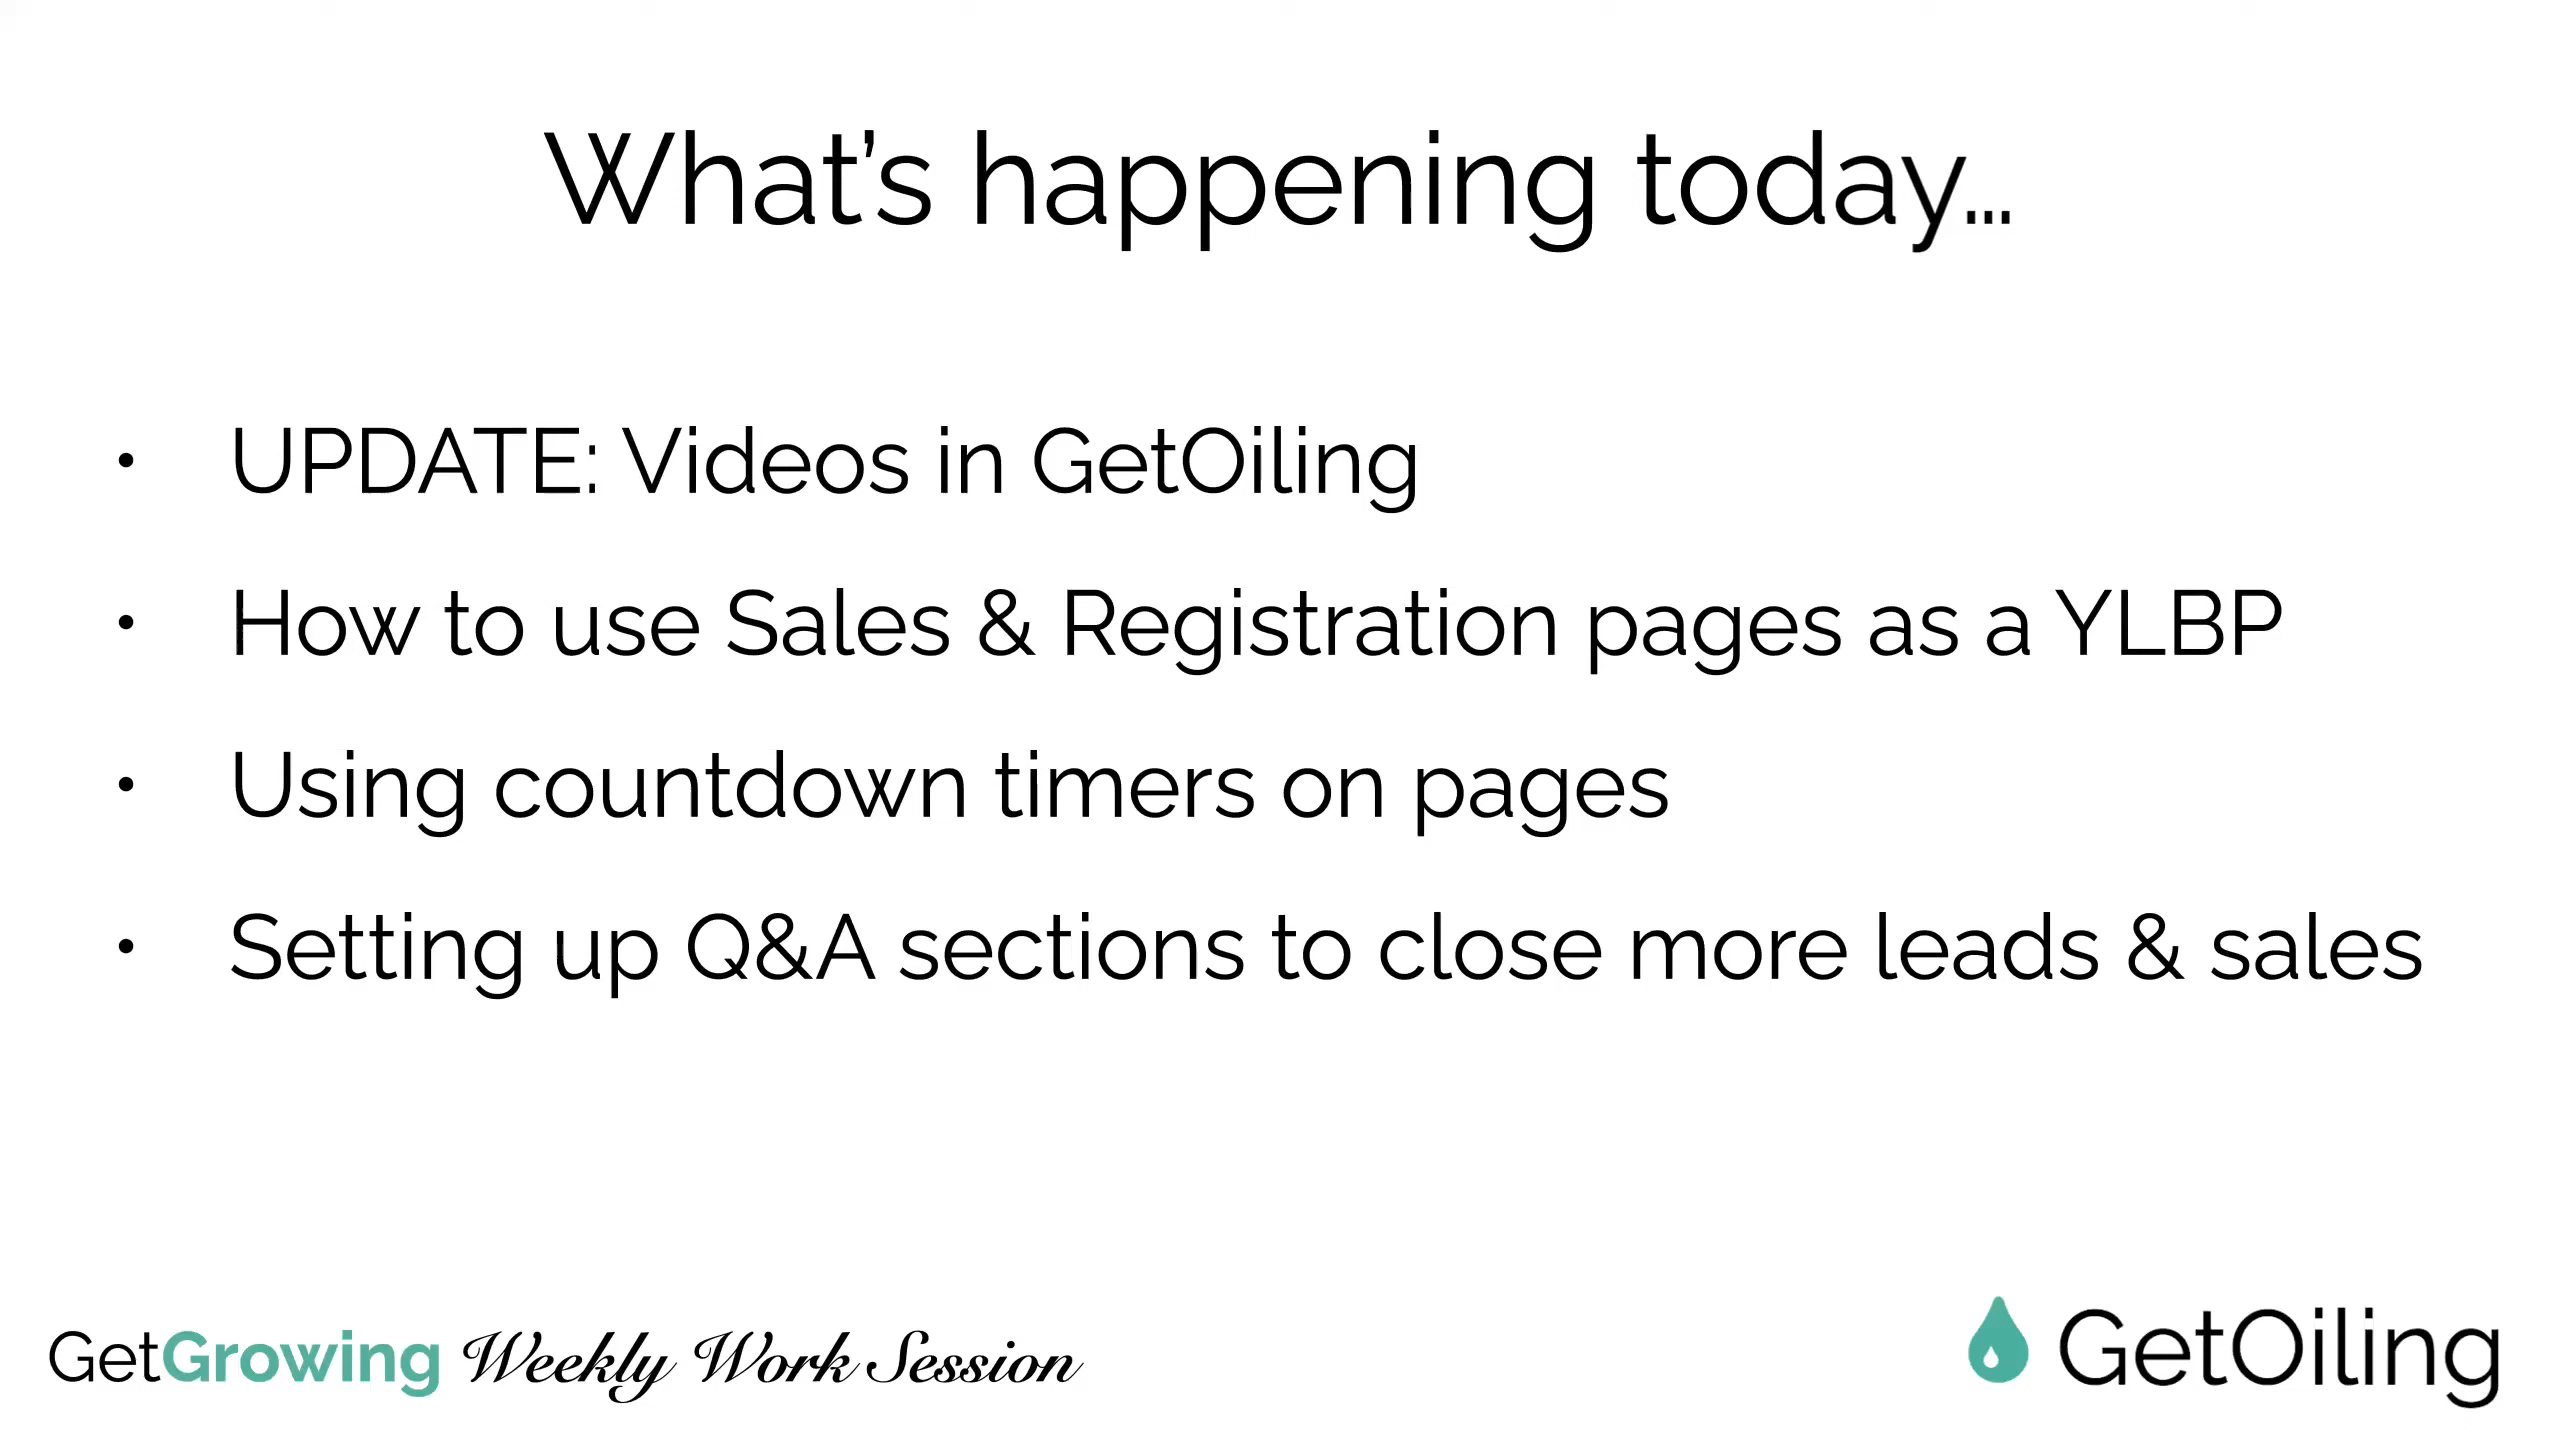 What’s happening today…
• UPDATE: Videos in GetOiling
• How to use Sales & Registration pages as a YLBP
• Using countdown timers on pages
• Setting up Q&A sections to close more leads & sales
GetGrowing Weekly Work Session
GetOiling